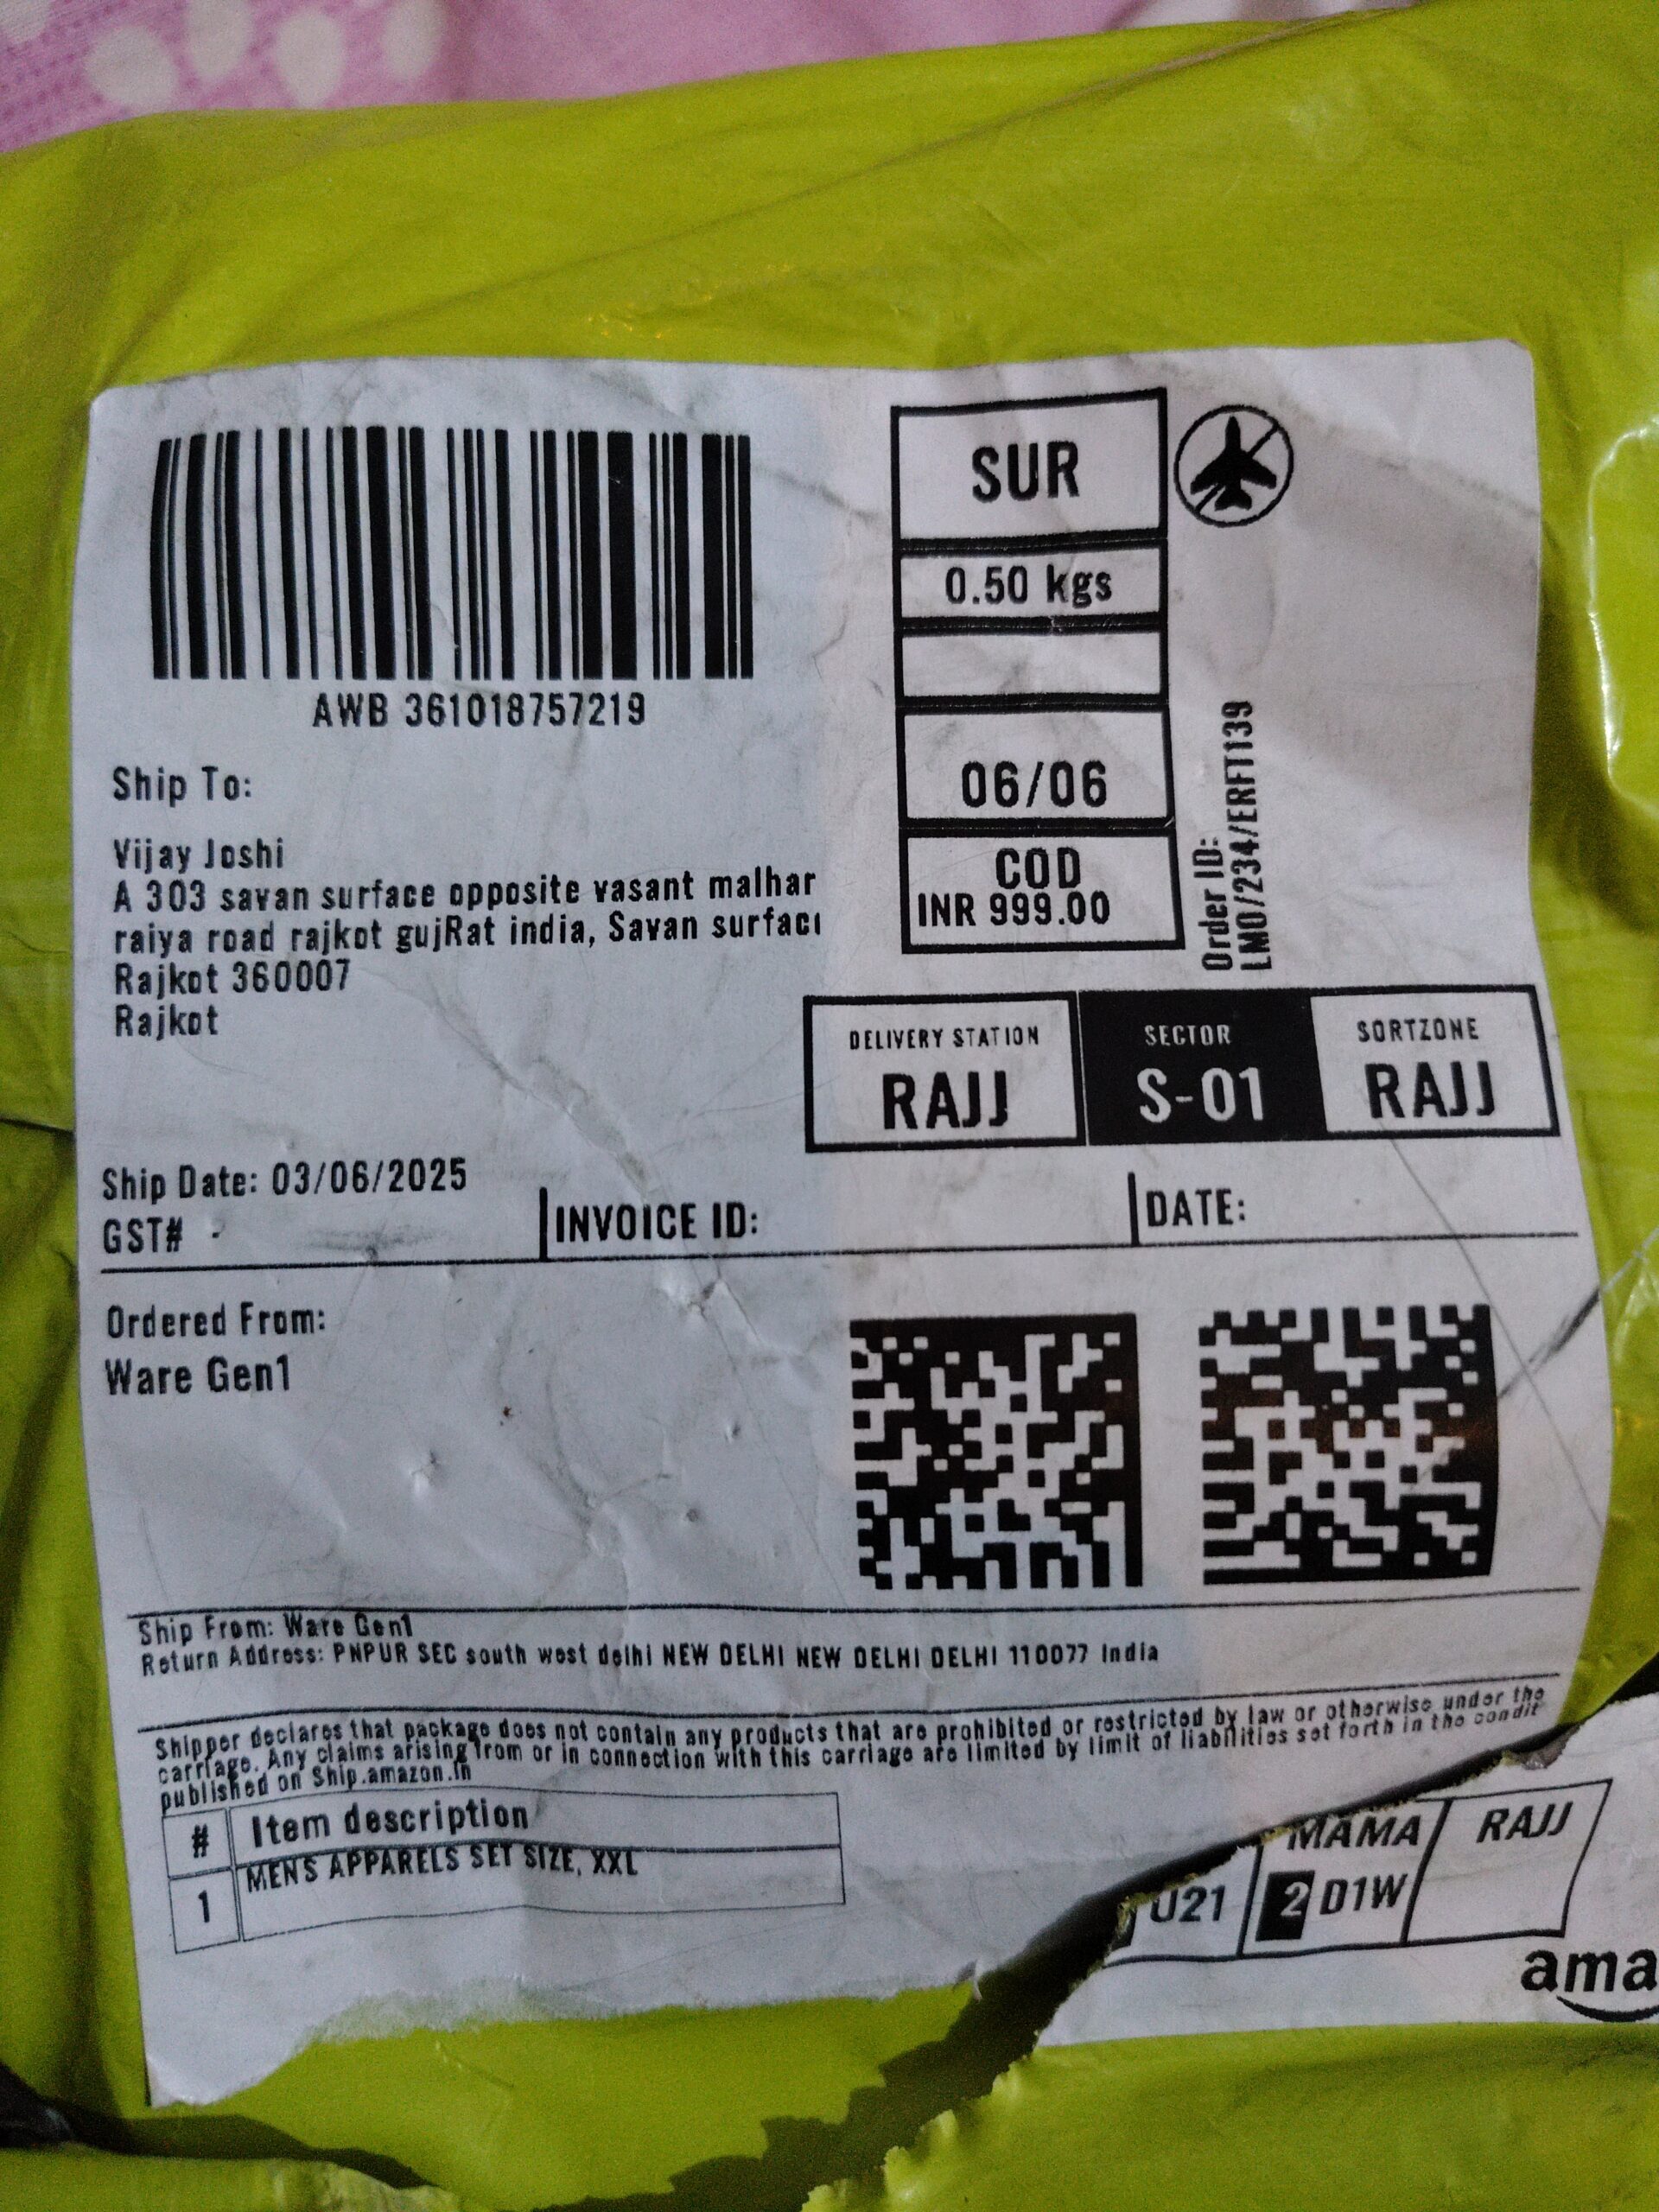 SUR
0.50 kgs
06/06
COD
INR 999.00
Order ID:
LMO/234/ERFT139
AWB 361018757219
Ship To:
Vijay Joshi
A 303 savan surface opposite vasant malhar
raiya road rajkot gujRat india, Savan surfac
Rajkot 360007
Rajkot
DELIVERY STATION
RAJJ
SECTOR
S-01
SORTZONE
RAJJ
Ship Date: 03/06/2025
GST# -
INVOICE ID:
DATE:
Ordered From:
Ware Gen1
Ship From: Ware Gen1
Return Address: PNPUR SEC south west delhi NEW DELHI NEW DELHI DELHI 110077 India
Shipper declares that package does not contain any products that are prohibited or restricted by law or otherwise under the
carriage. Any claims arising from or in connection with this carriage are limited by limit of liabilities set forth in the condit
published on Ship.amazon.in
# Item description
1 MENS APPARELS SET SIZE, XXL
MAMA RAJJ
U21 2 D1W
ama